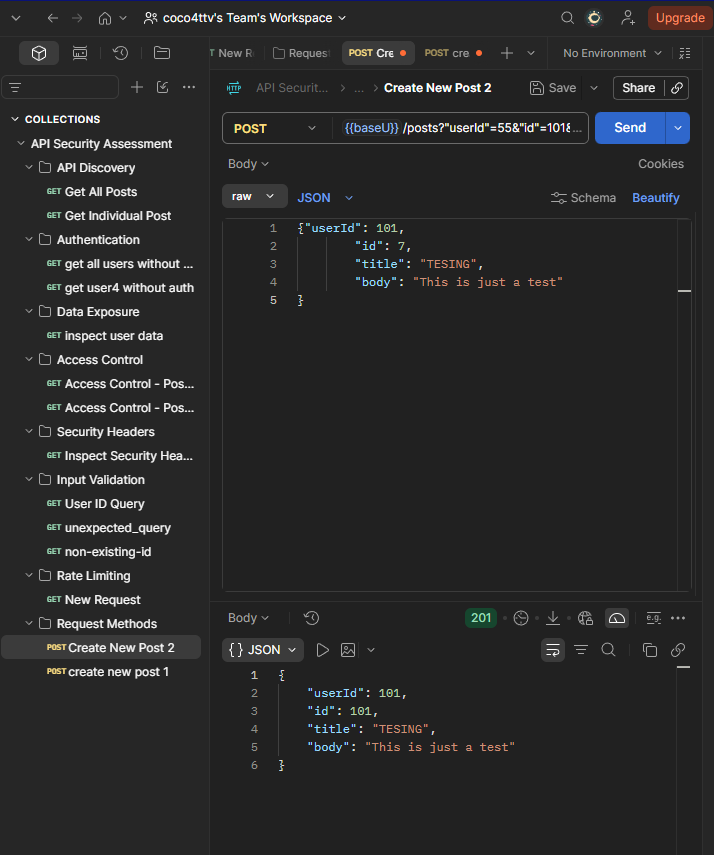 coco4ttv's Team's Workspace
Upgrade
New R
Reques
POST Cre
POST cre
No Environment
HTTP
API Securit...
...
Create New Post 2
Save
Share
POST
{{baseU}} /posts?"userId"=55&"id"=101&...
Send
Body
Cookies
raw
JSON
Schema
Beautify
1 {"userId": 101,
2 "id": 7,
3 "title": "TESING",
4 "body": "This is just a test"
5 }
COLLECTIONS
API Security Assessment
API Discovery
GET Get All Posts
GET Get Individual Post
Authentication
GET get all users without ...
GET get user4 without auth
Data Exposure
GET inspect user data
Access Control
GET Access Control - Pos...
GET Access Control - Pos...
Security Headers
GET Inspect Security Hea...
Input Validation
GET User ID Query
GET unexpected_query
GET non-existing-id
Rate Limiting
GET New Request
Request Methods
POST Create New Post 2
POST create new post 1
Body
201
e.g.
{} JSON
1 {
2 "userId": 101,
3 "id": 101,
4 "title": "TESING",
5 "body": "This is just a test"
6 }